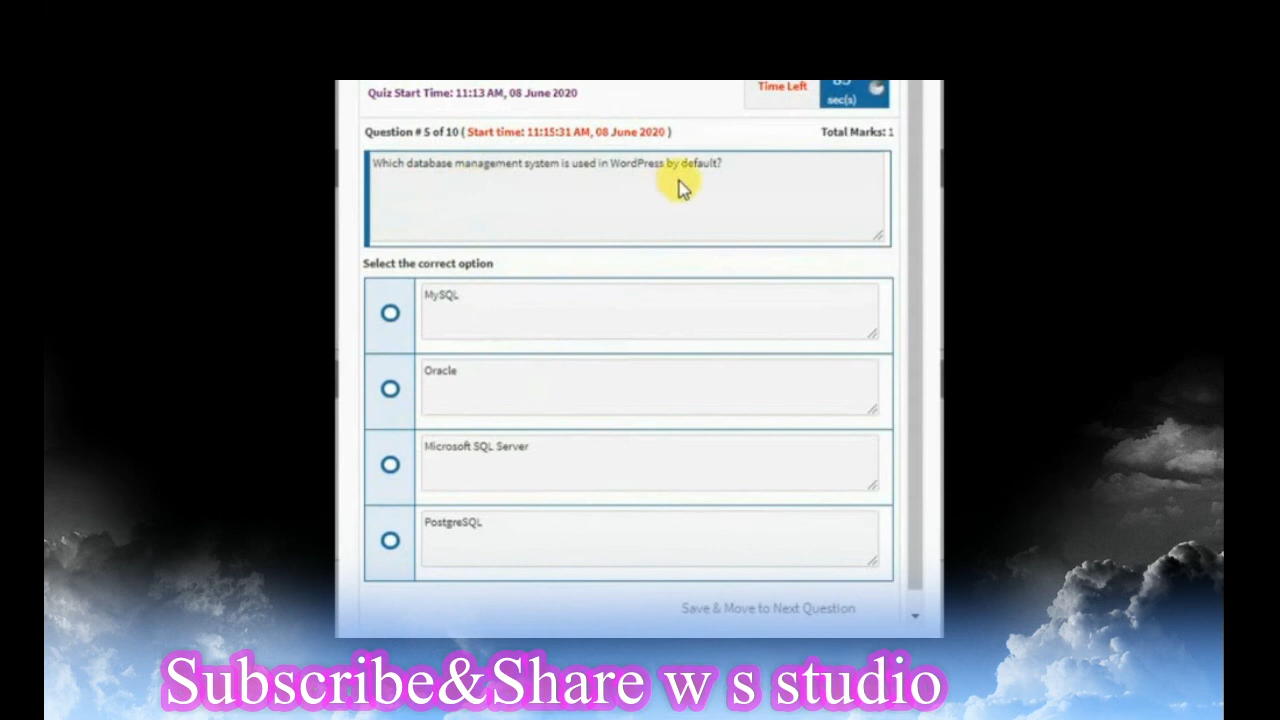 Quiz Start Time: 11:13 AM, 08 June 2020
Time Left
sec(s)
Question # 5 of 10 ( Start time: 11:15:31 AM, 08 June 2020 )
Total Marks: 1
Which database management system is used in WordPress by default?
Select the correct option
MySQL
Oracle
Microsoft SQL Server
PostgreSQL
Save & Move to Next Question
Subscribe&Share w s studio